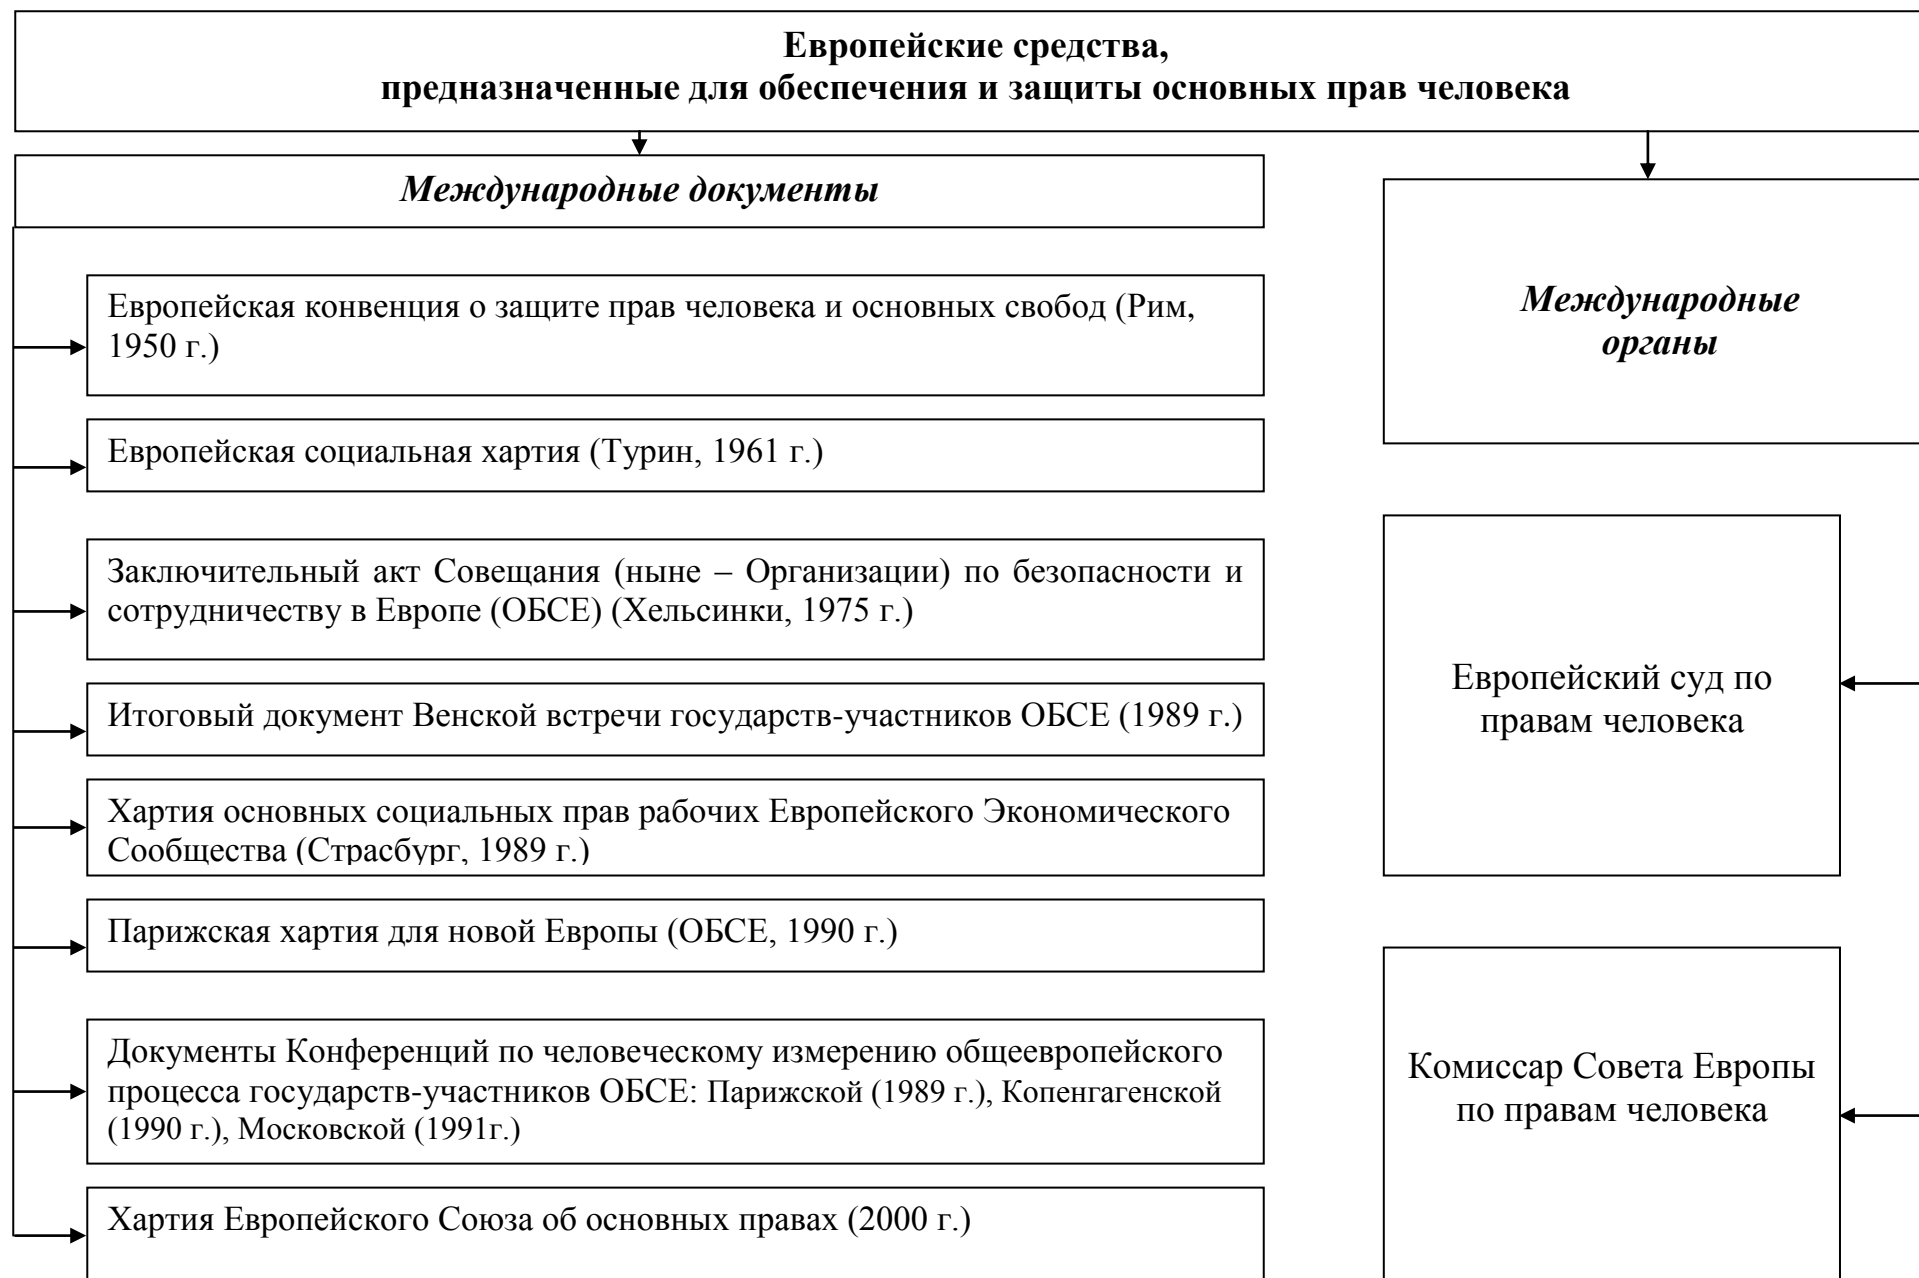 Европейские средства,
предназначенные для обеспечения и защиты основных прав человека
Международные документы
Европейская конвенция о защите прав человека и основных свобод (Рим,
1950 г.)
Европейская социальная хартия (Турин, 1961 г.)
Заключительный акт Совещания (ныне – Организации) по безопасности и
сотрудничеству в Европе (ОБСЕ) (Хельсинки, 1975 г.)
Итоговый документ Венской встречи государств-участников ОБСЕ (1989 г.)
Хартия основных социальных прав рабочих Европейского Экономического
Сообщества (Страсбург, 1989 г.)
Парижская хартия для новой Европы (ОБСЕ, 1990 г.)
Документы Конференций по человеческому измерению общеевропейского
процесса государств-участников ОБСЕ: Парижской (1989 г.), Копенгагенской
(1990 г.), Московской (1991г.)
Хартия Европейского Союза об основных правах (2000 г.)
Международные
органы
Европейский суд по
правам человека
Комиссар Совета Европы
по правам человека